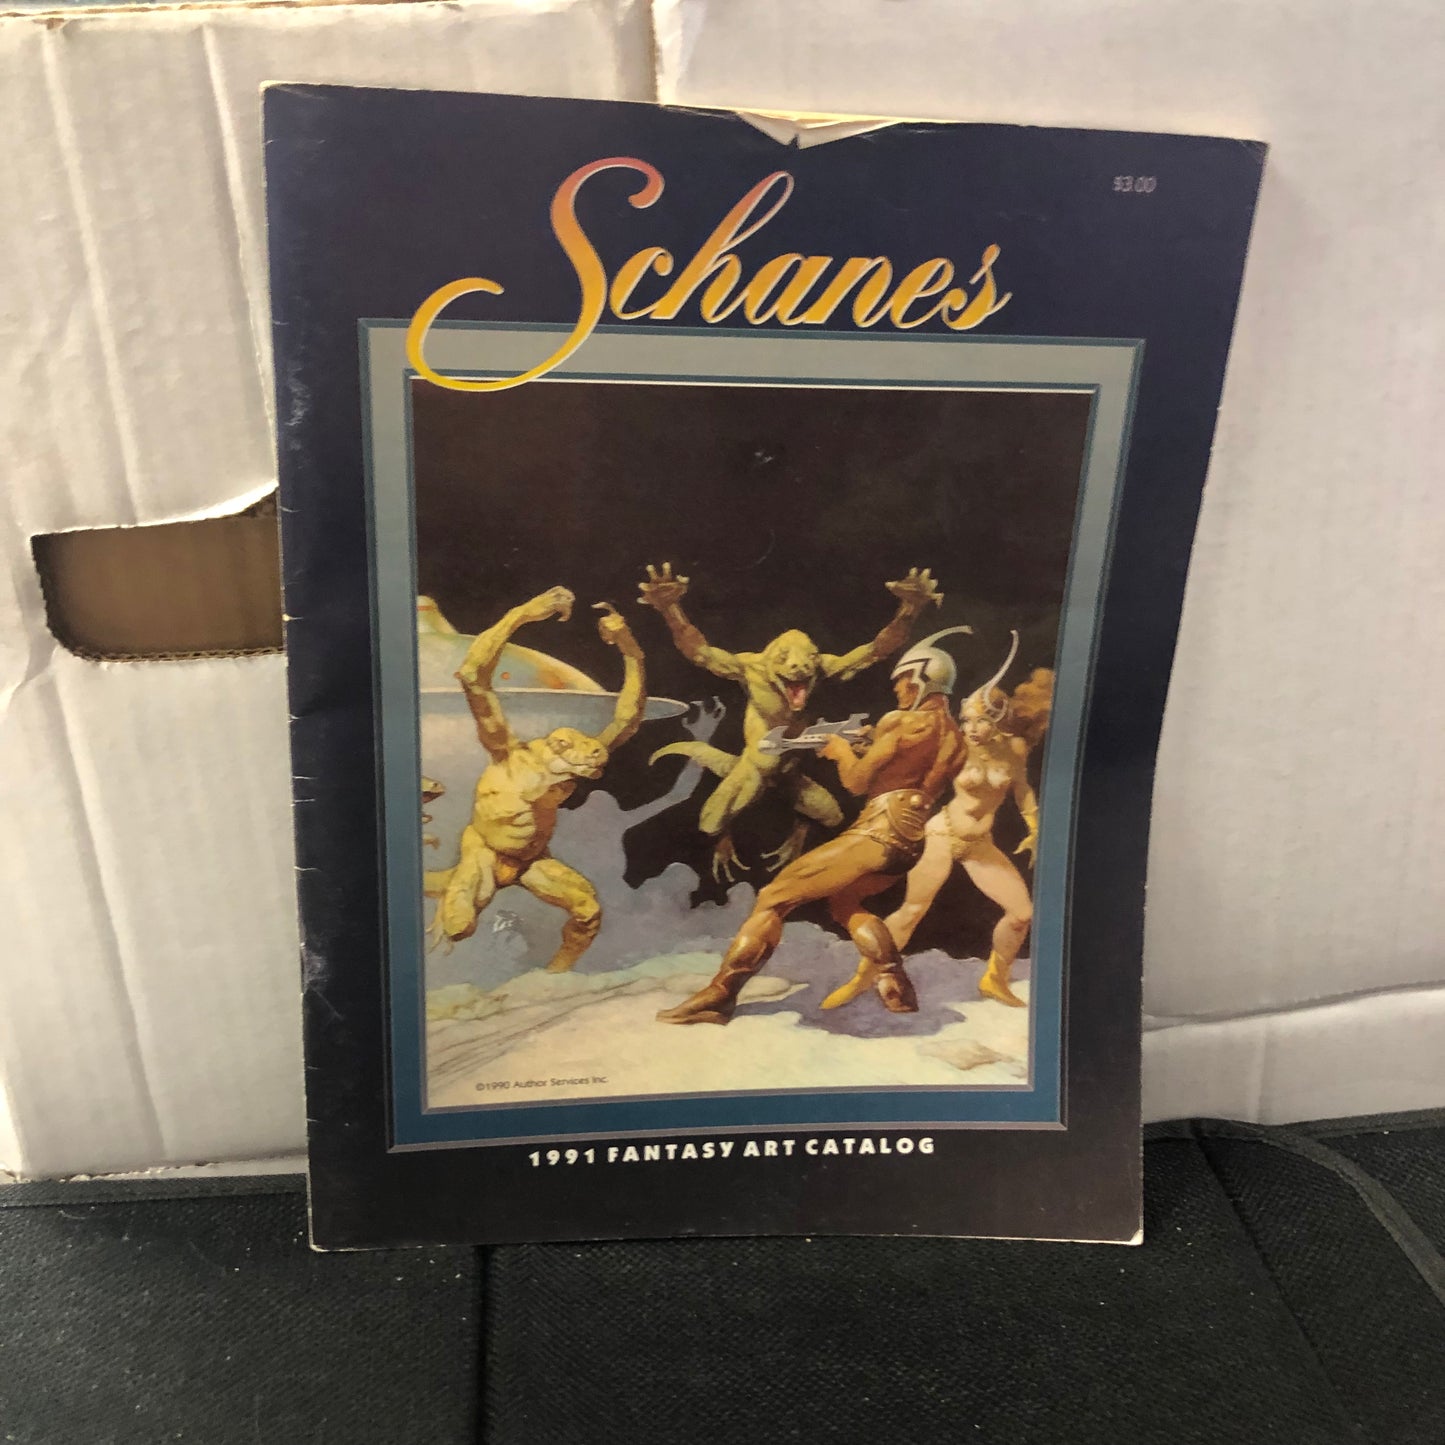 $3.00
Schanes
©1990 Author Services Inc.
1991 FANTASY ART CATALOG